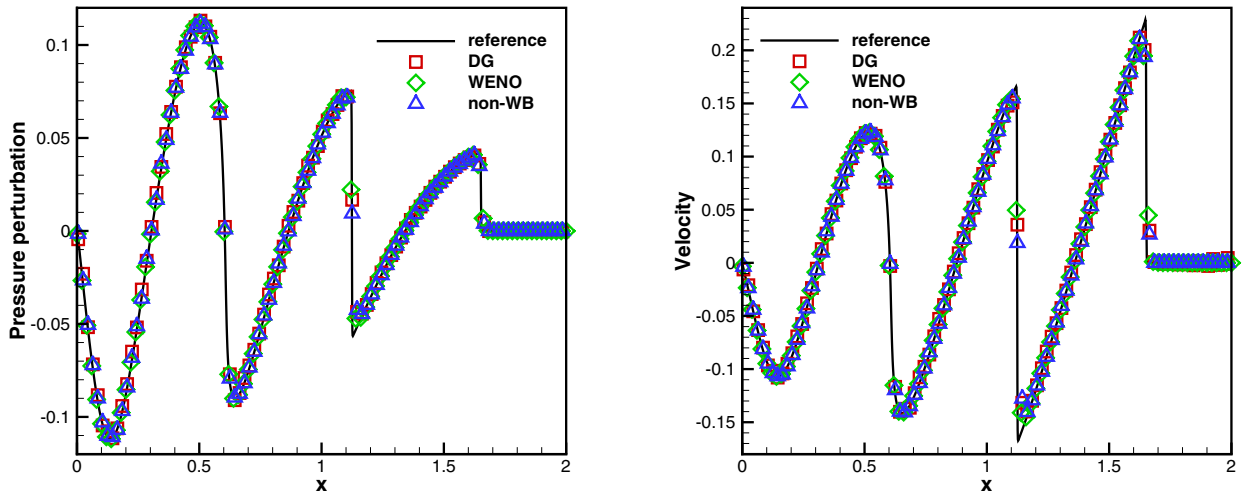 Pressure perturbation
0.1
0.05
0
-0.05
-0.1
reference
DG
WENO
non-WB
0 0.5 1 1.5 2
x
Velocity
0.2
0.15
0.1
0.05
0
-0.05
-0.1
-0.15
reference
DG
WENO
non-WB
0 0.5 1 1.5 2
x